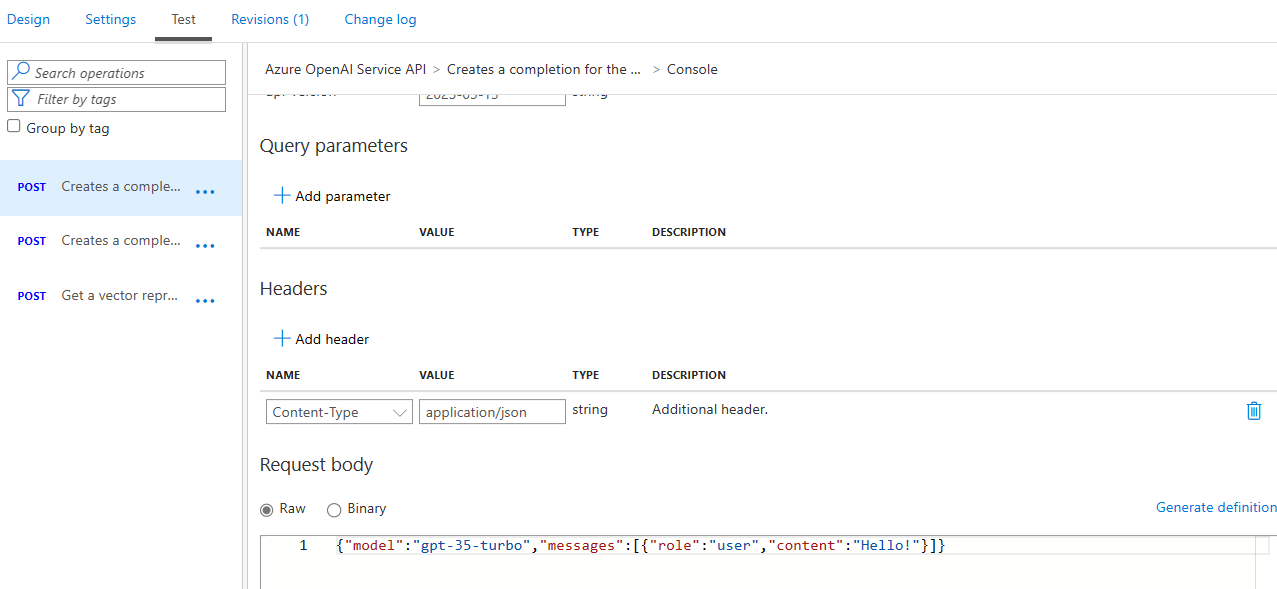 Design Settings Test Revisions (1) Change log
Search operations
Filter by tags
Group by tag
POST Creates a comple... •••
POST Creates a comple... •••
POST Get a vector repr... •••
Azure OpenAI Service API > Creates a completion for the ... > Console
Query parameters
Add parameter
NAME VALUE TYPE DESCRIPTION
Headers
Add header
NAME VALUE TYPE DESCRIPTION
Content-Type application/json string Additional header.
Request body
Raw Binary Generate definition
1 {"model":"gpt-35-turbo","messages":[{"role":"user","content":"Hello!"}]}